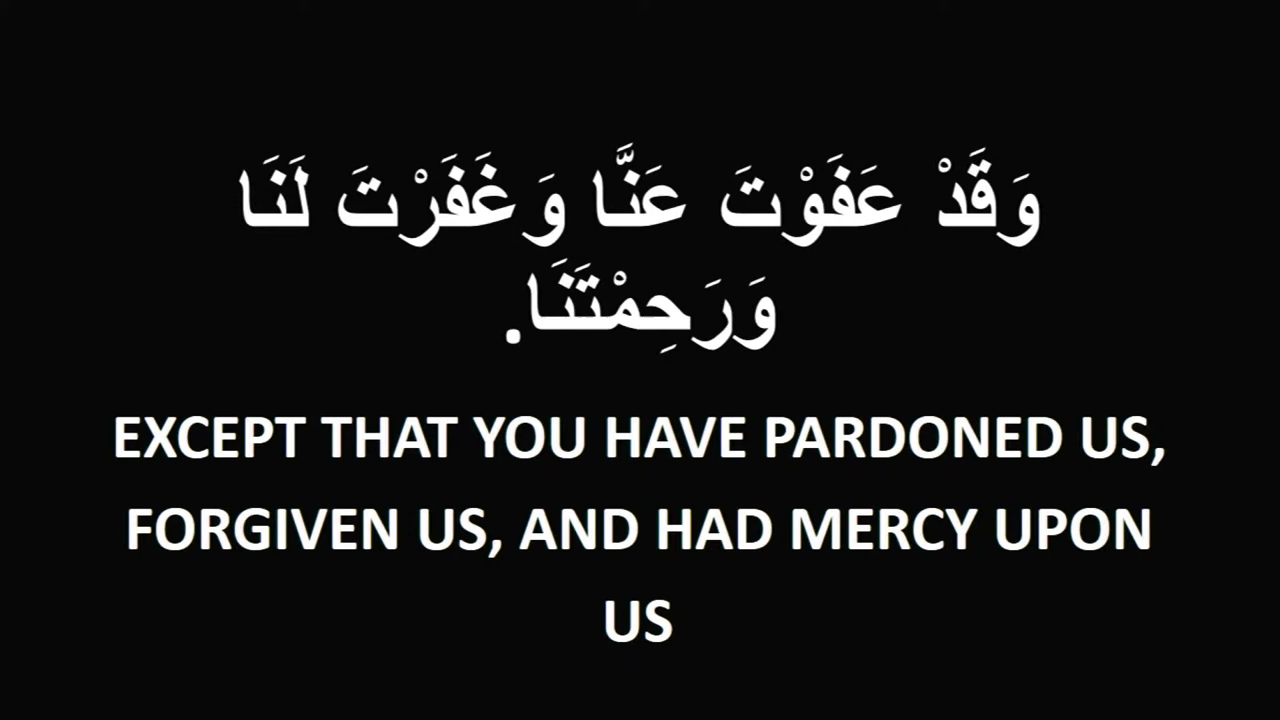 وَقَدْ عَفَوْتَ عَنَّا وَغَفَرْتَ لَنَا
وَرَحِمْتَنَا.
EXCEPT THAT YOU HAVE PARDONED US,
FORGIVEN US, AND HAD MERCY UPON
US